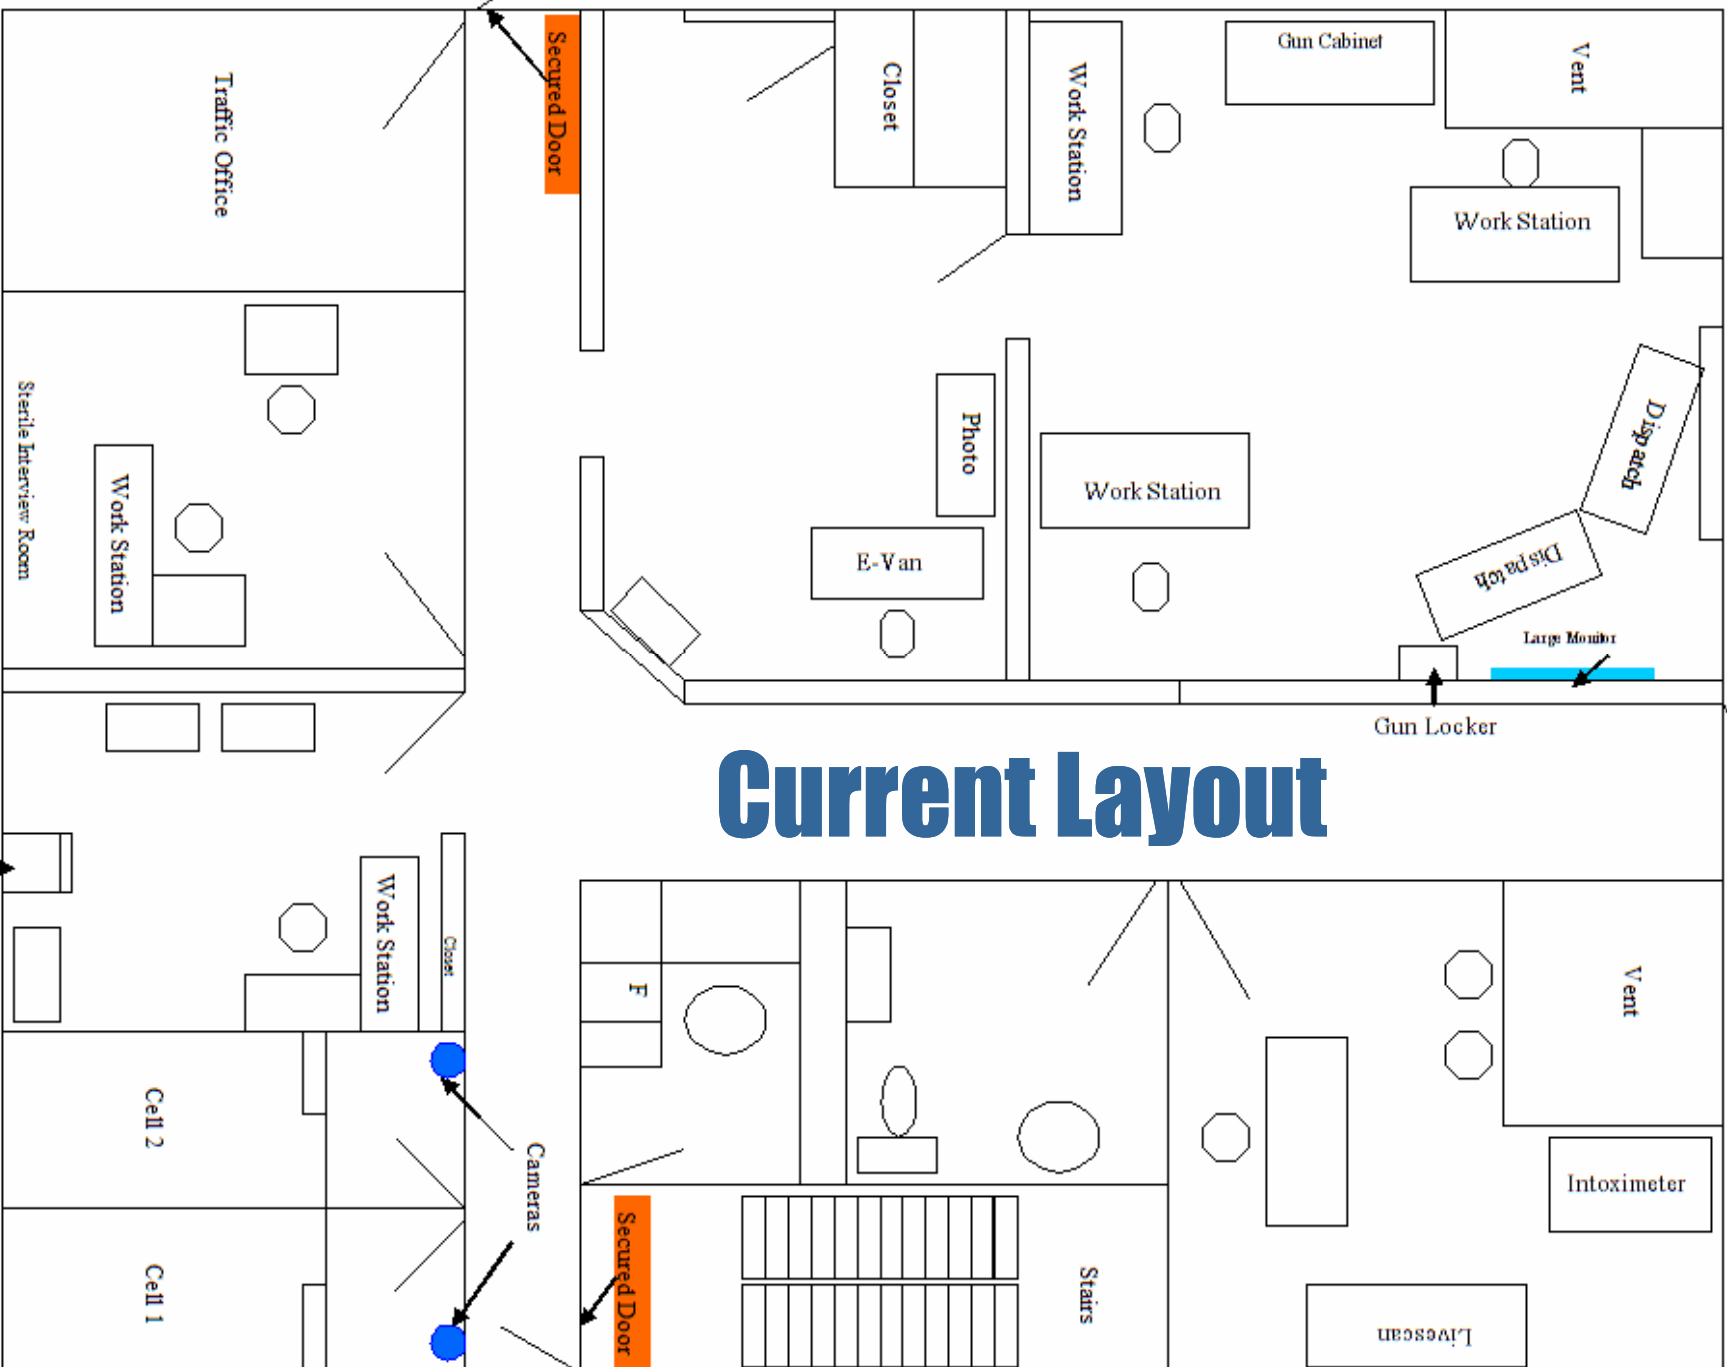 Traffic Office
Secured Door
Closet
Work Station
Gun Cabinet
Vent
Work Station
Sterile Interview Room
Work Station
Photo
E-Van
Work Station
Dispatch
Dispatch
Large Monitor
Gun Locker
Current Layout
Work Station
Closet
F
Vent
Cell 2
Cameras
Intoximeter
Cell 1
Secured Door
Stairs
Livescan